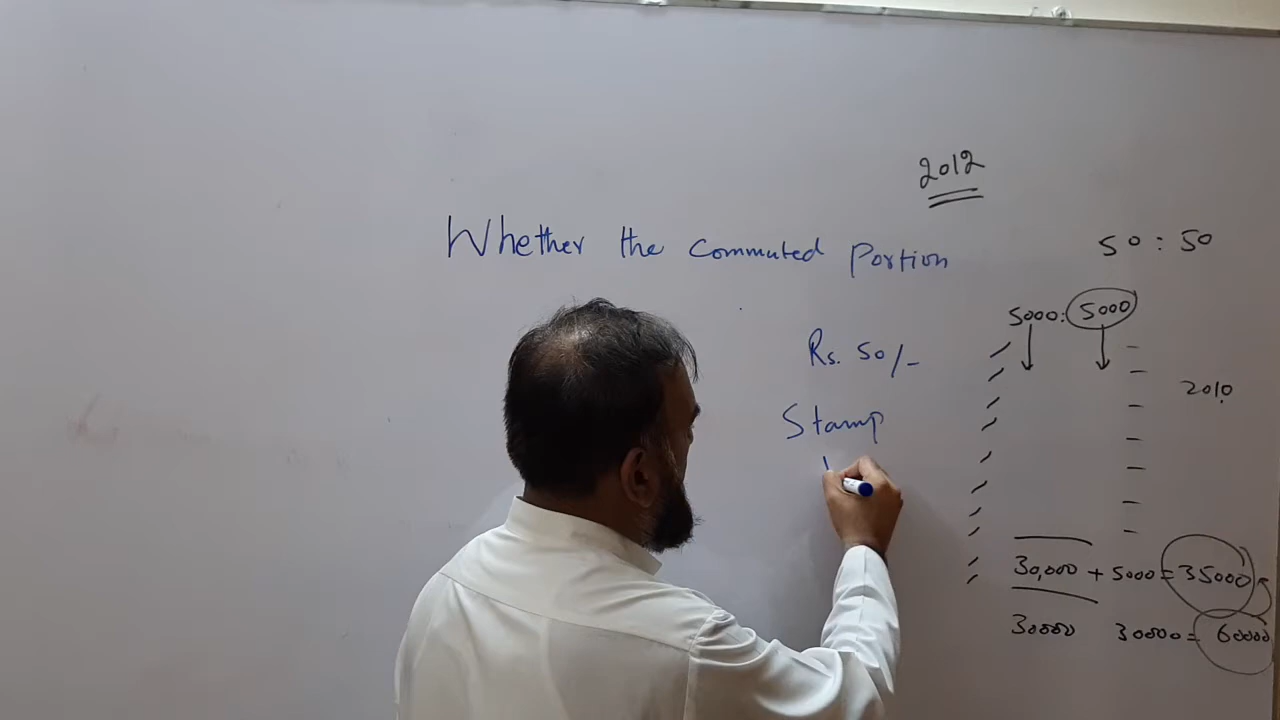 2012
Whether the commuted portion
50 : 50
5000 : 5000
Rs. 50/-
2010
Stamp
30,000 + 5000 = 35000
30000 30000 = 60000